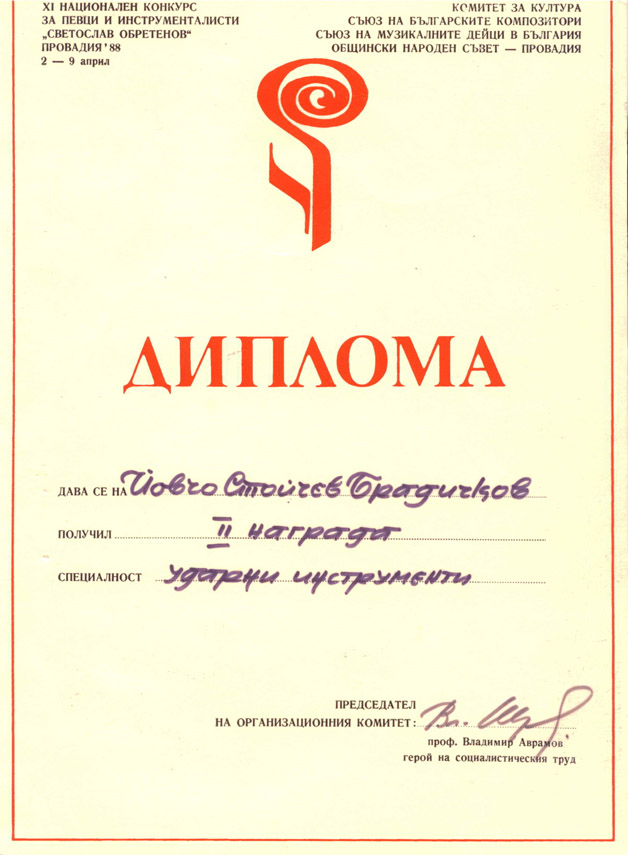 XI НАЦИОНАЛЕН КОНКУРС
ЗА ПЕВЦИ И ИНСТРУМЕНТАЛИСТИ
„СВЕТОСЛАВ ОБРЕТЕНОВ“
ПРОВАДИЯ '88
2 — 9 април
КОМИТЕТ ЗА КУЛТУРА
СЪЮЗ НА БЪЛГАРСКИТЕ КОМПОЗИТОРИ
СЪЮЗ НА МУЗИКАЛНИТЕ ДЕЙЦИ В БЪЛГАРИЯ
ОБЩИНСКИ НАРОДЕН СЪВЕТ — ПРОВАДИЯ
ДИПЛОМА
ДАВА СЕ НА Йовчо Стойчев Брадичков
ПОЛУЧИЛ II награда
СПЕЦИАЛНОСТ ударни инструменти
ПРЕДСЕДАТЕЛ
НА ОРГАНИЗАЦИОННИЯ КОМИТЕТ: Вл.
проф. Владимир Аврамов
герой на социалистическия труд